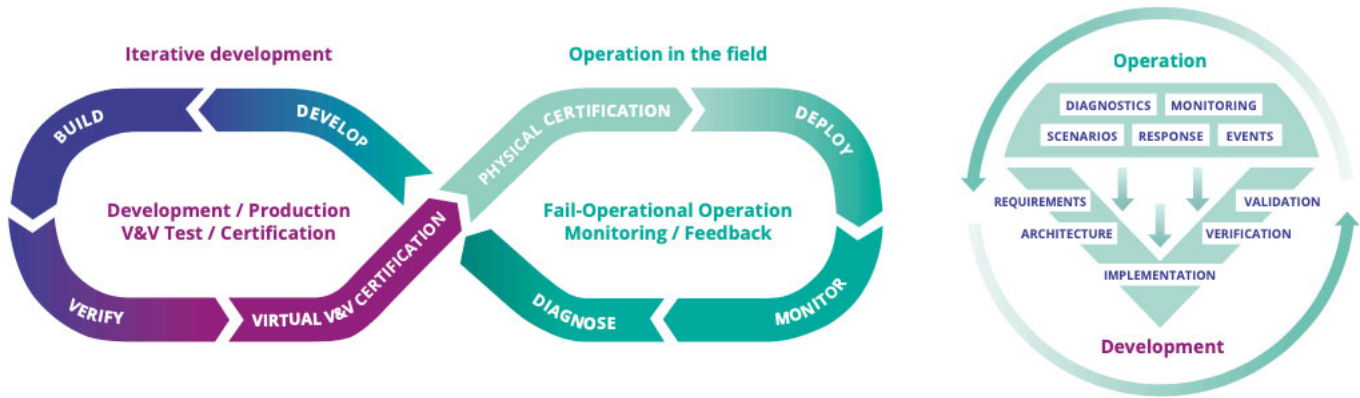 Iterative development
Operation in the field
BUILD
DEVELOP
PHYSICAL CERTIFICATION
DEPLOY
Development / Production
V&V Test / Certification
Fail-Operational Operation
Monitoring / Feedback
VERIFY
VIRTUAL V&V CERTIFICATION
DIAGNOSE
MONITOR
Operation
DIAGNOSTICS
MONITORING
SCENARIOS
RESPONSE
EVENTS
REQUIREMENTS
VALIDATION
ARCHITECTURE
VERIFICATION
IMPLEMENTATION
Development